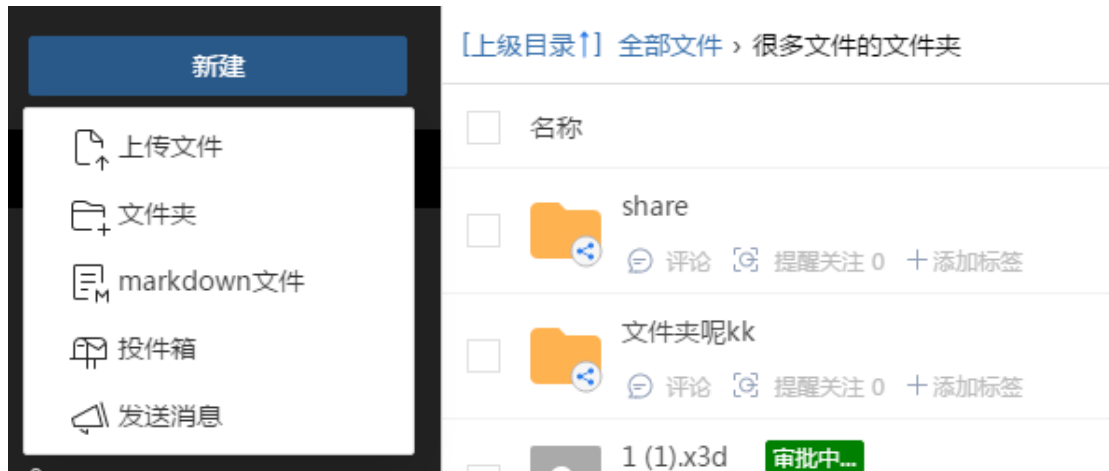 新建
上传文件
文件夹
markdown文件
投件箱
发送消息
[上级目录↑] 全部文件 › 很多文件的文件夹
名称
share
评论 提醒关注 0 +添加标签
文件夹呢kk
评论 提醒关注 0 +添加标签
1 (1).x3d 审批中...